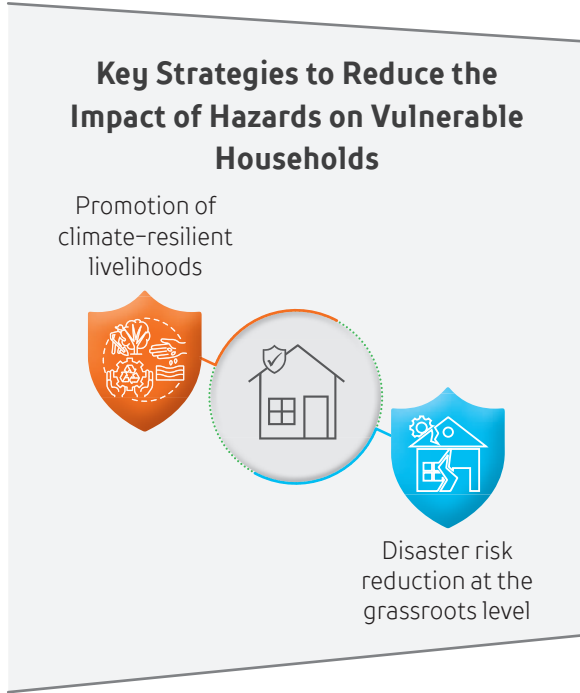 Key Strategies to Reduce the
Impact of Hazards on Vulnerable
Households
Promotion of
climate-resilient
livelihoods
Disaster risk
reduction at the
grassroots level